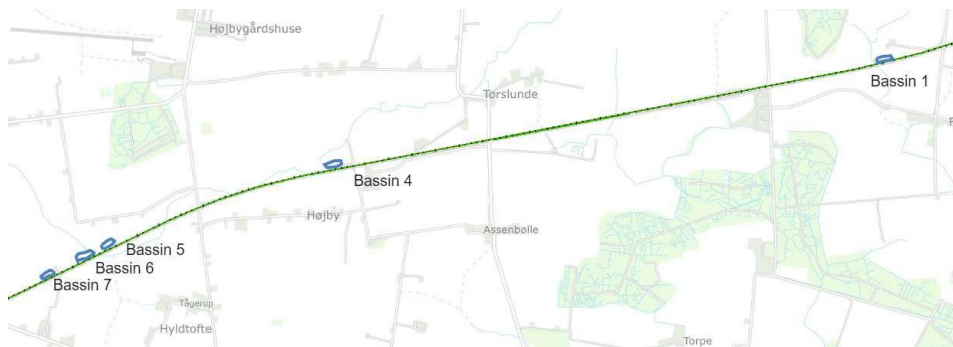 Højbygårdshuse
Bassin 1
Torslunde
Bassin 4
Højby
Assenbølle
Bassin 5
Bassin 6
Bassin 7
Tågerup
Hyldtofte
Torpe